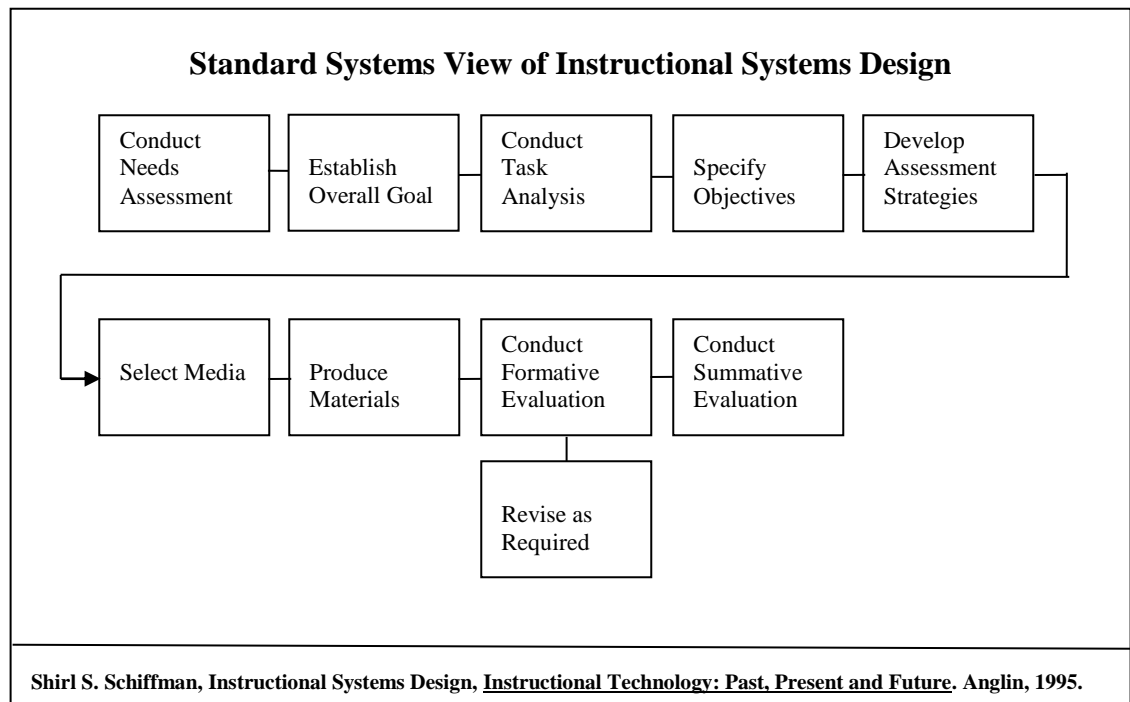 Standard Systems View of Instructional Systems Design
Conduct
Needs
Assessment
Establish
Overall Goal
Conduct
Task
Analysis
Specify
Objectives
Develop
Assessment
Strategies
Select Media
Produce
Materials
Conduct
Formative
Evaluation
Conduct
Summative
Evaluation
Revise as
Required
Shirl S. Schiffman, Instructional Systems Design, Instructional Technology: Past, Present and Future. Anglin, 1995.